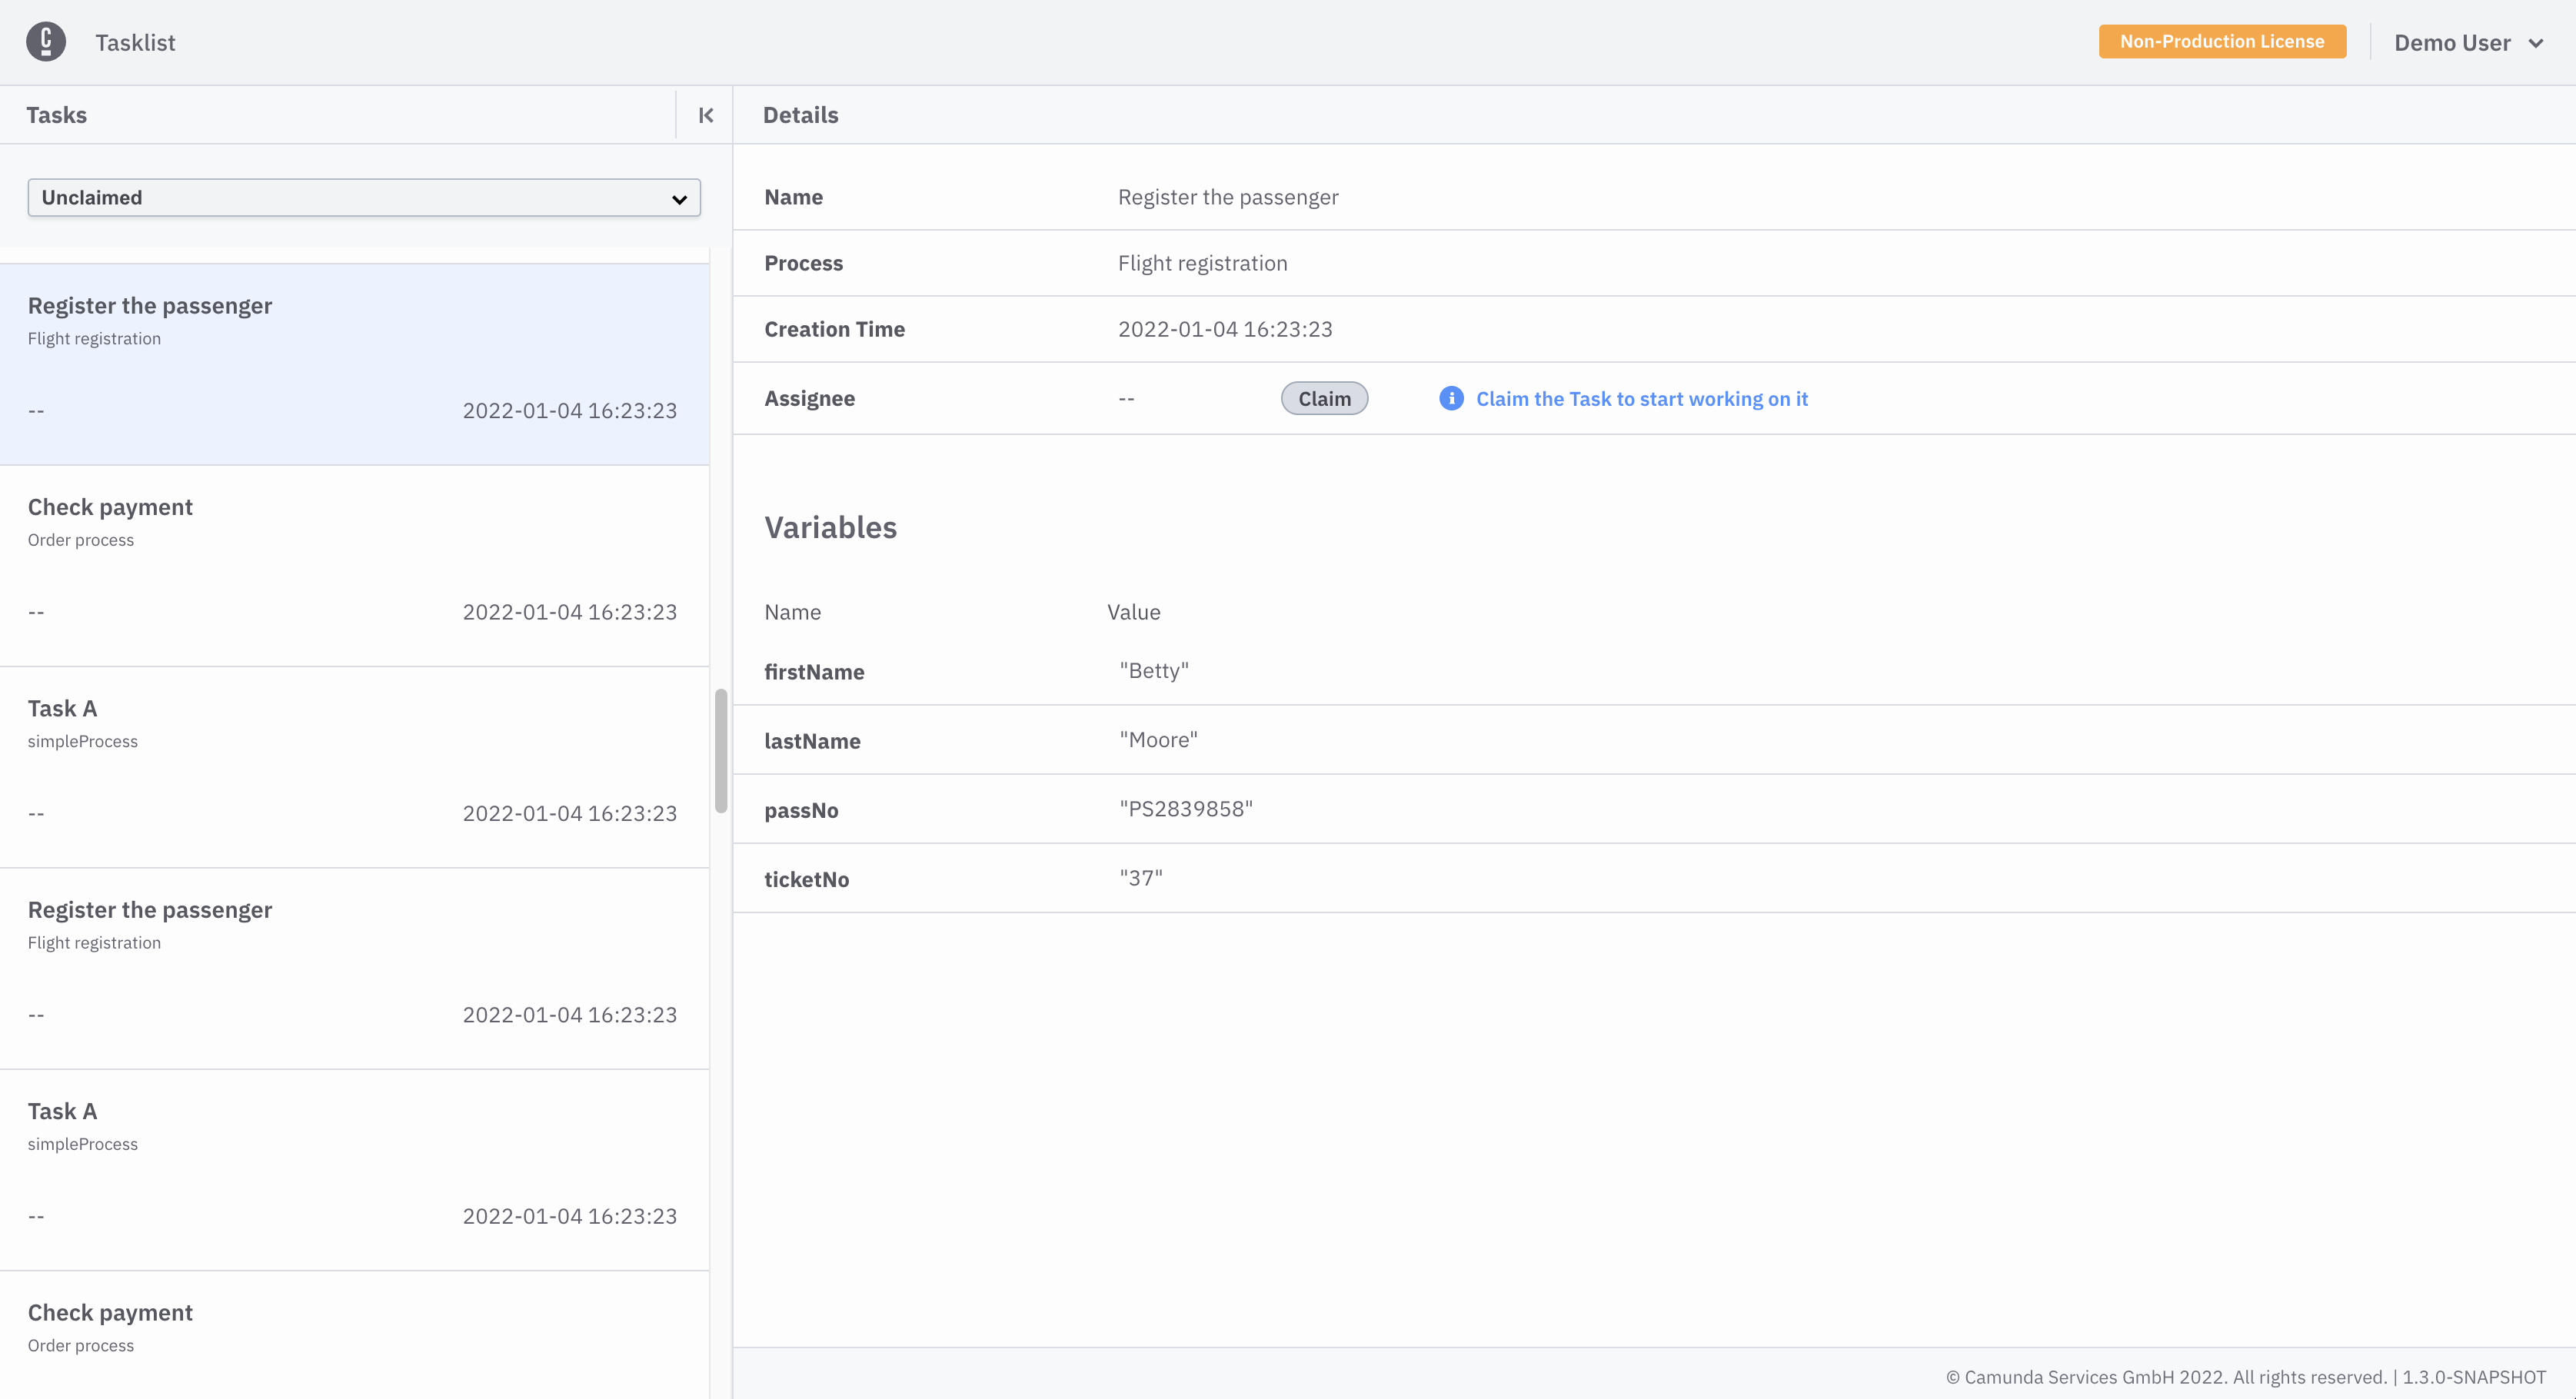 Tasklist
Non-Production License
Demo User
Tasks
Unclaimed
Register the passenger
Flight registration
-- 2022-01-04 16:23:23
Check payment
Order process
-- 2022-01-04 16:23:23
Task A
simpleProcess
-- 2022-01-04 16:23:23
Register the passenger
Flight registration
-- 2022-01-04 16:23:23
Task A
simpleProcess
-- 2022-01-04 16:23:23
Check payment
Order process
Details
Name Register the passenger
Process Flight registration
Creation Time 2022-01-04 16:23:23
Assignee -- Claim Claim the Task to start working on it
Variables
Name Value
firstName "Betty"
lastName "Moore"
passNo "PS2839858"
ticketNo "37"
© Camunda Services GmbH 2022. All rights reserved. | 1.3.0-SNAPSHOT